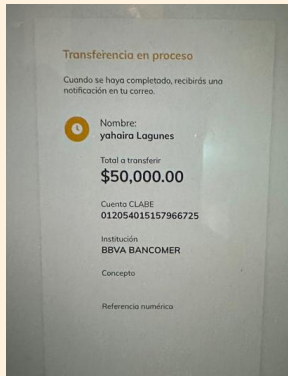 Transferencia en proceso
Cuando se haya completado, recibirás una
notificación en tu correo.
Nombre:
yahaira Lagunes
Total a transferir
$50,000.00
Cuenta CLABE
012054015157966725
Institución
BBVA BANCOMER
Concepto
Referencia numérica